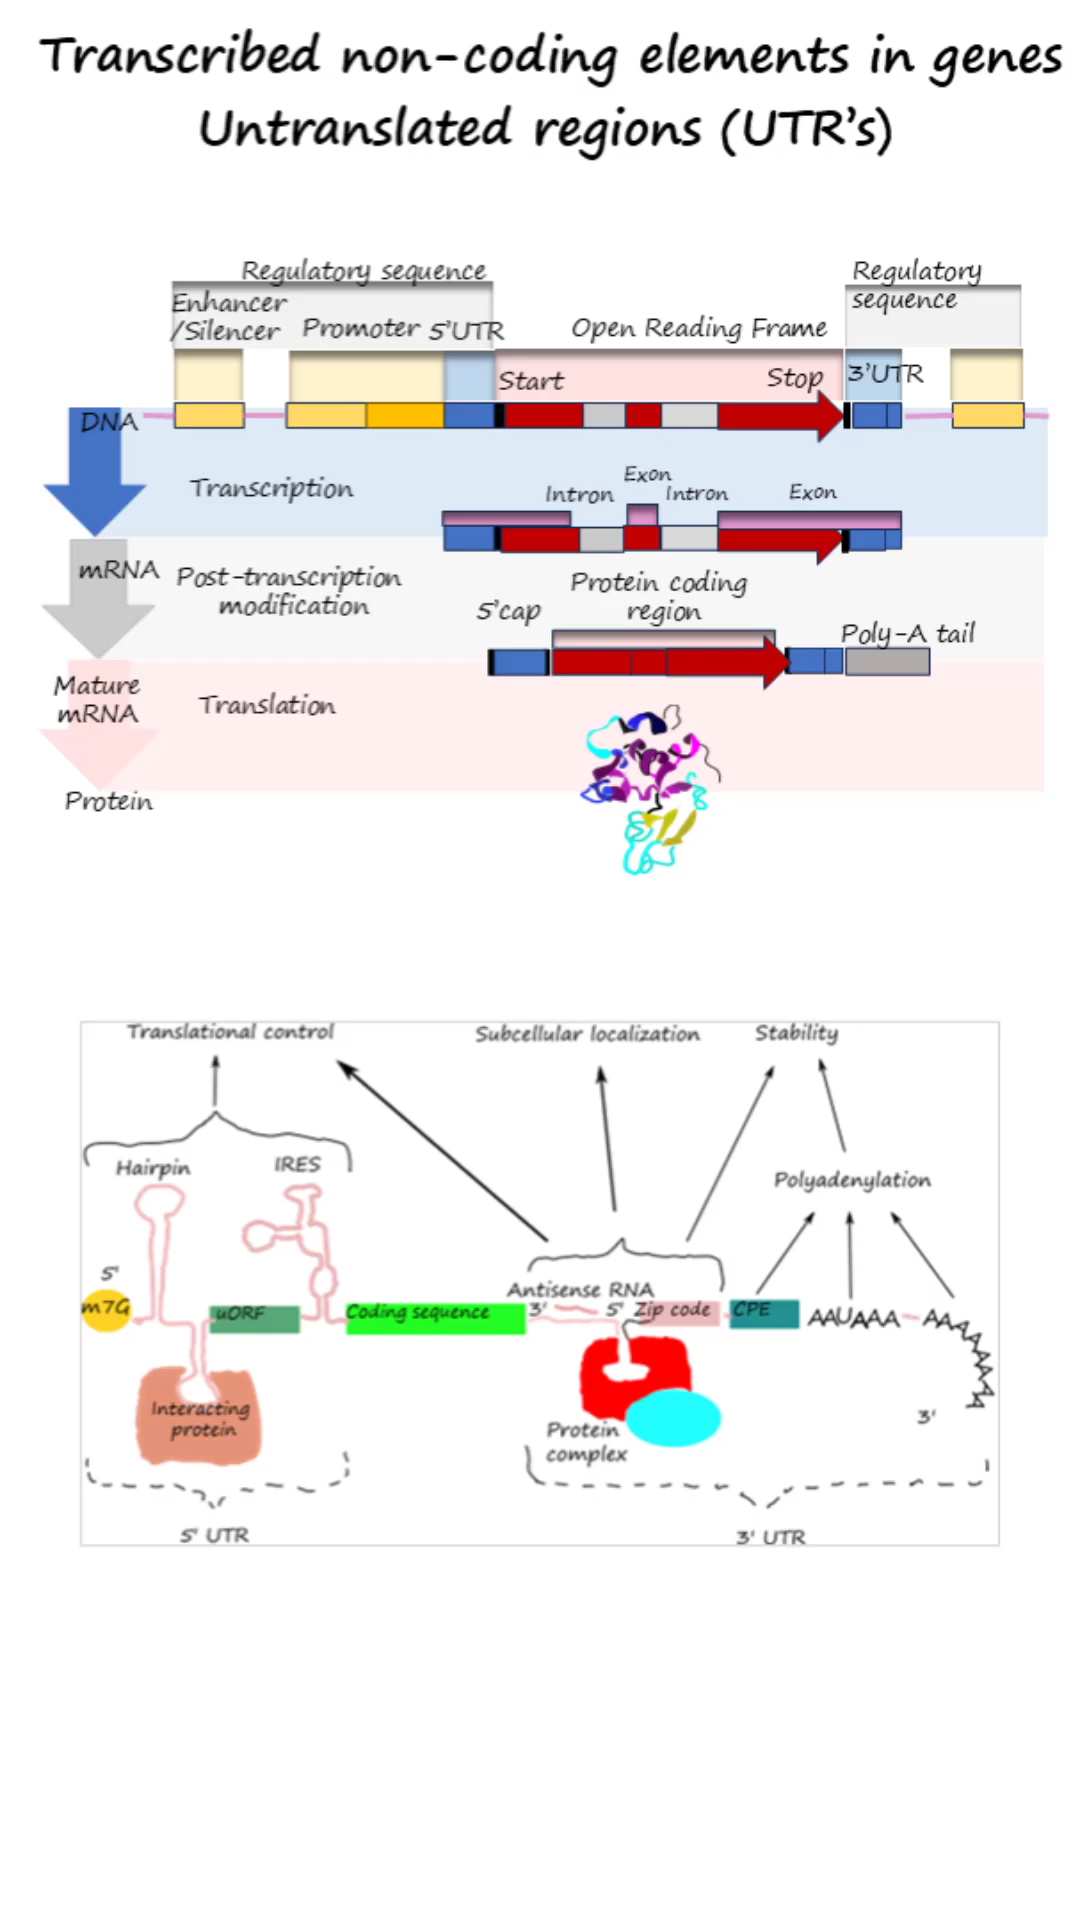 Transcribed non-coding elements in genes
Untranslated regions (UTR's)
Regulatory sequence
Regulatory
sequence
Enhancer
/Silencer
Promoter
5'UTR
Open Reading Frame
Start
Stop
3'UTR
DNA
Transcription
Intron
Exon
Intron
Exon
mRNA
Post-transcription
modification
5'cap
Protein coding
region
Poly-A tail
Mature
mRNA
Translation
Protein
Translational control
Subcellular localization
Stability
Hairpin
IRES
Polyadenylation
5'
m7G
uORF
Coding sequence
Antisense RNA
3'
5'
Zip code
CPE
AAUAAA
AAAAAAAA
3'
Interacting
protein
Protein
complex
5' UTR
3' UTR